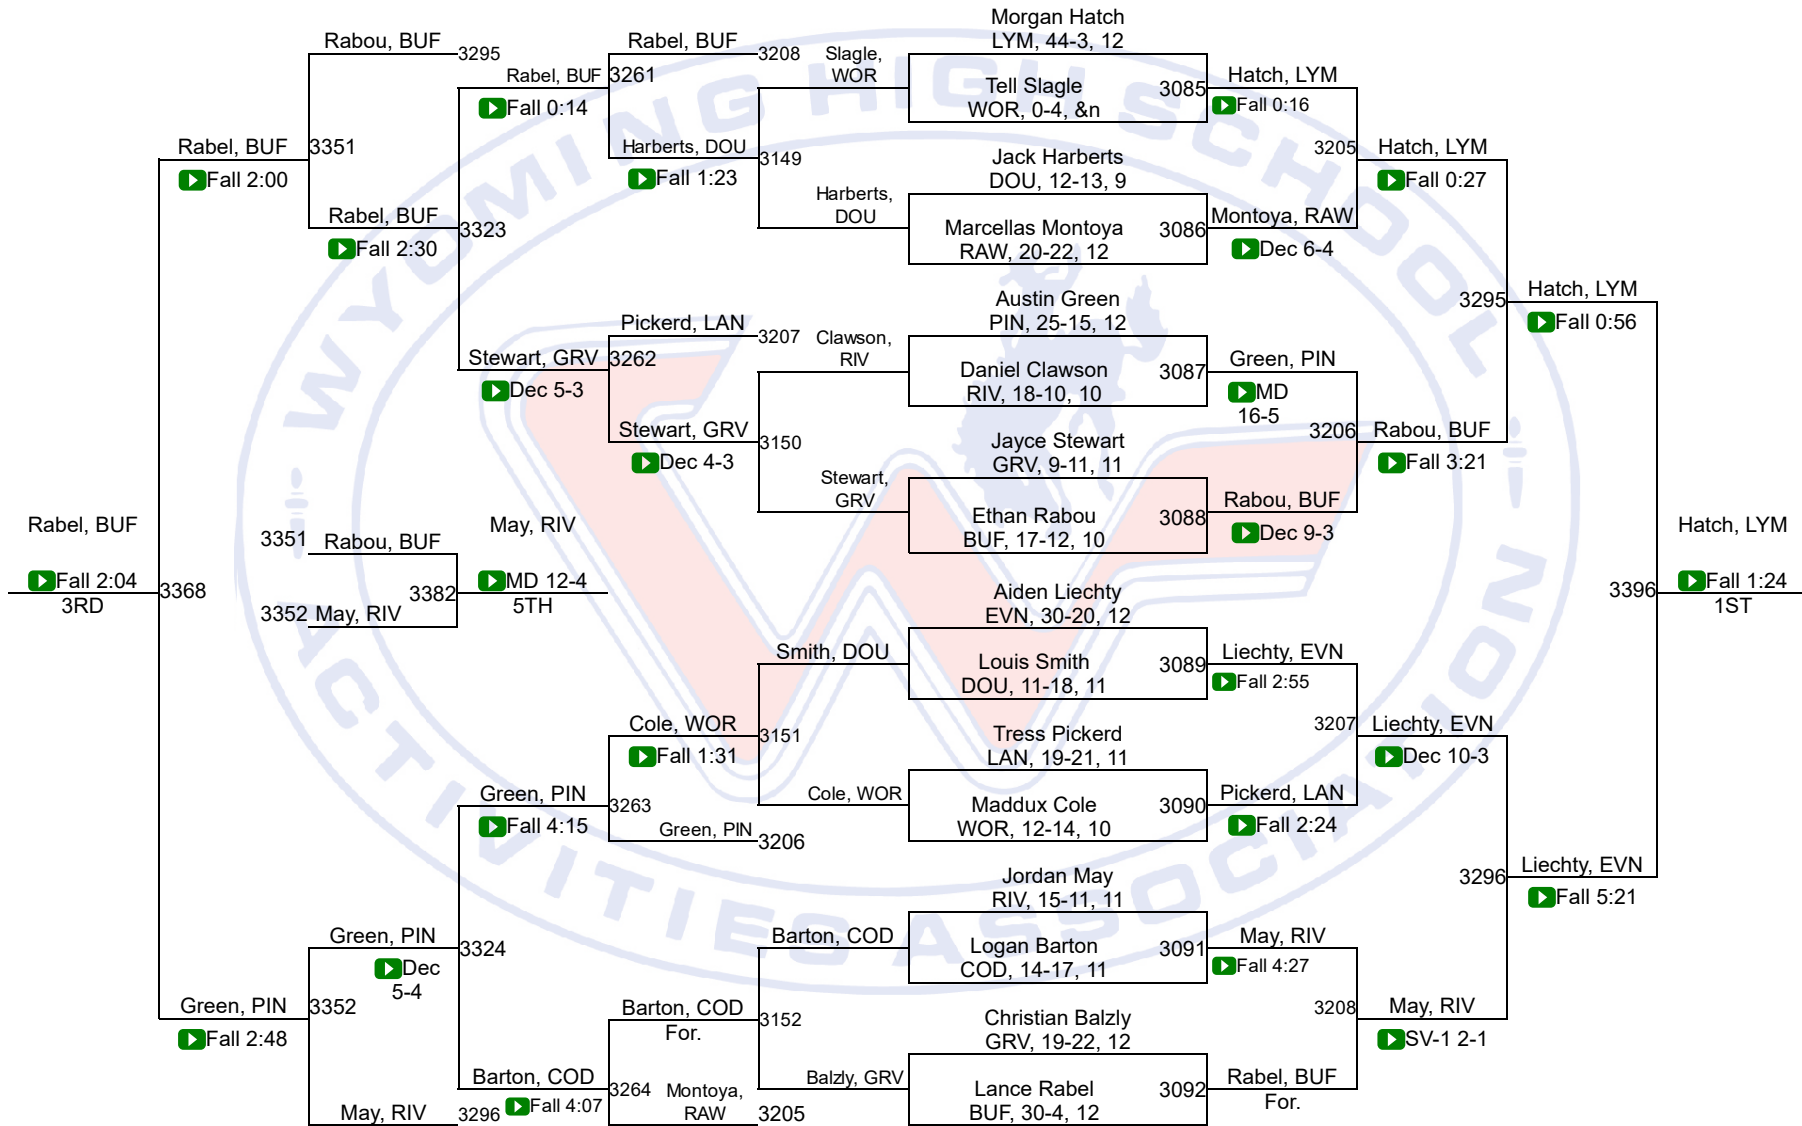 Morgan Hatch
LYM, 44-3, 12
Rabou, BUF
3295
Rabel, BUF
3208
Slagle,
WOR
Rabel, BUF
3261
Fall 0:14
Tell Slagle
WOR, 0-4, &n
3085
Hatch, LYM
Fall 0:16
Rabel, BUF
3351
Fall 2:00
Harberts, DOU
3149
Fall 1:23
Jack Harberts
DOU, 12-13, 9
3205
Hatch, LYM
Fall 0:27
Harberts,
DOU
Rabel, BUF
3323
Fall 2:30
Marcellas Montoya
RAW, 20-22, 12
3086
Montoya, RAW
Dec 6-4
Austin Green
PIN, 25-15, 12
3295
Hatch, LYM
Fall 0:56
Pickerd, LAN
3207
Clawson,
RIV
Stewart, GRV
3262
Dec 5-3
Daniel Clawson
RIV, 18-10, 10
3087
Green, PIN
MD
16-5
Stewart, GRV
3150
Dec 4-3
Jayce Stewart
GRV, 9-11, 11
3206
Rabou, BUF
Fall 3:21
Stewart,
GRV
Ethan Rabou
BUF, 17-12, 10
3088
Rabou, BUF
Dec 9-3
Rabel, BUF
May, RIV
Hatch, LYM
3351
Rabou, BUF
Fall 2:04
3RD
3368
3382
MD 12-4
5TH
3352
May, RIV
Aiden Liechty
EVN, 30-20, 12
3396
Fall 1:24
1ST
Smith, DOU
Louis Smith
DOU, 11-18, 11
3089
Liechty, EVN
Fall 2:55
Cole, WOR
3151
Fall 1:31
Tress Pickerd
LAN, 19-21, 11
3207
Liechty, EVN
Dec 10-3
Green, PIN
3263
Fall 4:15
Cole, WOR
Maddux Cole
WOR, 12-14, 10
3090
Pickerd, LAN
Fall 2:24
Green, PIN
3206
Jordan May
RIV, 15-11, 11
3296
Liechty, EVN
Fall 5:21
Green, PIN
3324
Dec
5-4
Barton, COD
Logan Barton
COD, 14-17, 11
3091
May, RIV
Fall 4:27
Green, PIN
3352
Fall 2:48
Barton, COD
For.
3152
Christian Balzly
GRV, 19-22, 12
3208
May, RIV
SV-1 2-1
Barton, COD
3264
Fall 4:07
Balzly, GRV
Lance Rabel
BUF, 30-4, 12
3092
Rabel, BUF
For.
May, RIV
3296
Montoya,
RAW
3205
WYOMING HIGH SCHOOL
ACTIVITIES ASSOCIATION